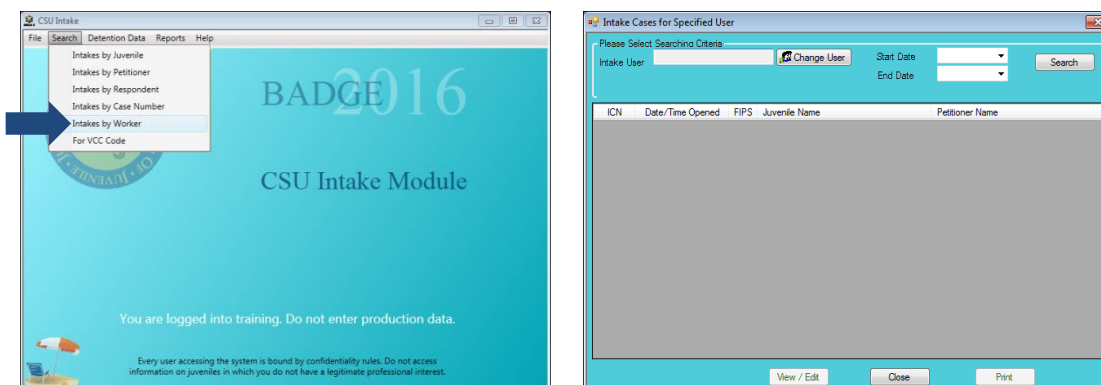 CSU Intake
File Search Detention Data Reports Help
Intakes by Juvenile
Intakes by Petitioner
Intakes by Respondent
Intakes by Case Number
Intakes by Worker
For VCC Code
BADGE 2016
OF JUVENILE J
CSU Intake Module
You are logged into training. Do not enter production data.
Every user accessing the system is bound by confidentiality rules. Do not access
information on juveniles in which you do not have a legitimate professional interest.
Intake Cases for Specified User
Please Select Searching Criteria
Intake User Change User Start Date Search
End Date
ICN Date/Time Opened FIPS Juvenile Name Petitioner Name
View / Edit Close Print